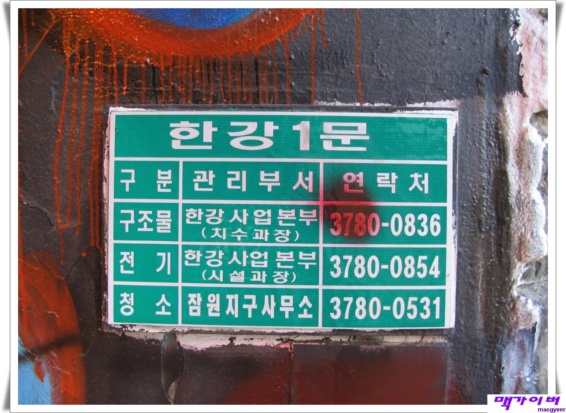 한강1문
구 분 관리부서 연락처
구조물 한강사업본부 (치수과장) 3780-0836
전 기 한강사업본부 (시설과장) 3780-0854
청 소 잠원지구사무소 3780-0531
맥가이버
macgyver